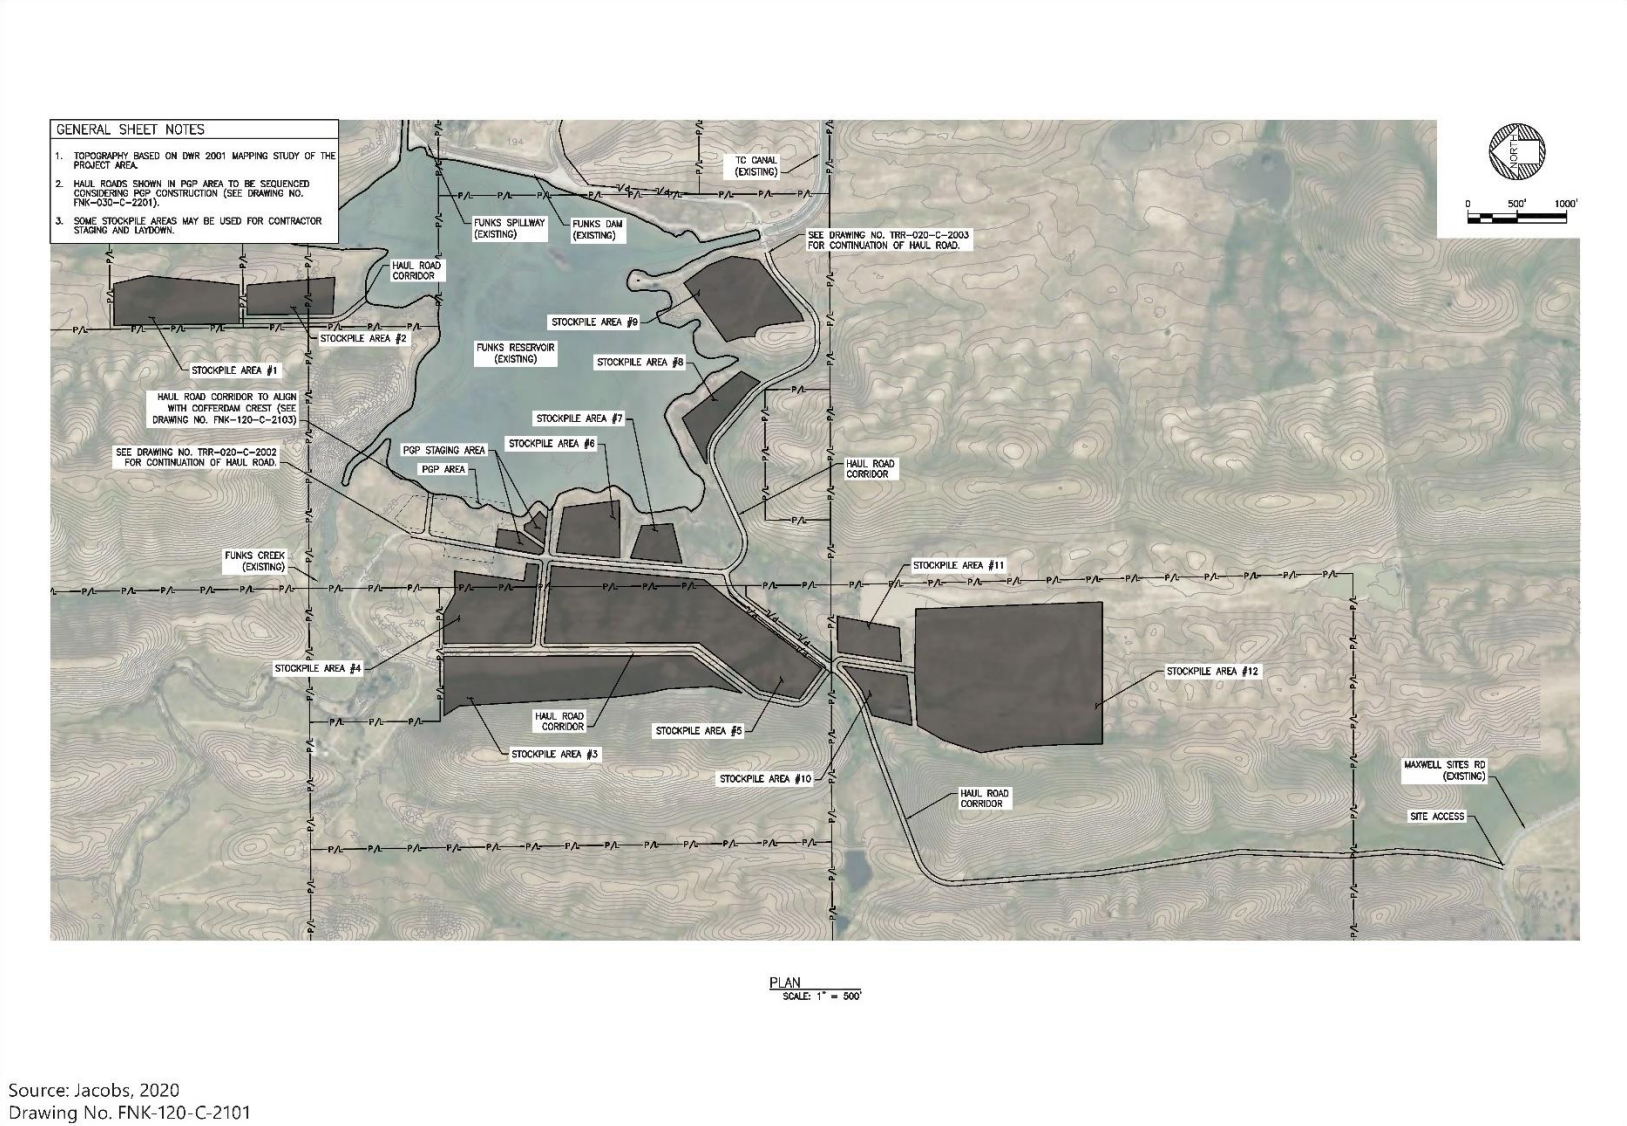 GENERAL SHEET NOTES
1. TOPOGRAPHY BASED ON DWR 2001 MAPPING STUDY OF THE
PROJECT AREA.
2. HAUL ROADS SHOWN IN PGP AREA TO BE SEQUENCED
CONSIDERING PGP CONSTRUCTION (SEE DRAWING NO.
FNK-030-C-2201).
3. SOME STOCKPILE AREAS MAY BE USED FOR CONTRACTOR
STAGING AND LAYDOWN.
194
TC CANAL
(EXISTING)
NORTH
0 500' 1000'
FUNKS SPILLWAY
(EXISTING)
FUNKS DAM
(EXISTING)
SEE DRAWING NO. TRR-020-C-2003
FOR CONTINUATION OF HAUL ROAD.
HAUL ROAD
CORRIDOR
STOCKPILE AREA #9
STOCKPILE AREA #2
FUNKS RESERVOIR
(EXISTING)
STOCKPILE AREA #8
STOCKPILE AREA #1
HAUL ROAD CORRIDOR TO ALIGN
WITH COFFERDAM CREST (SEE
DRAWING NO. FNK-120-C-2103)
STOCKPILE AREA #7
STOCKPILE AREA #6
PGP STAGING AREA
PGP AREA
SEE DRAWING NO. TRR-020-C-2002
FOR CONTINUATION OF HAUL ROAD.
HAUL ROAD
CORRIDOR
FUNKS CREEK
(EXISTING)
STOCKPILE AREA #11
P/L
260
STOCKPILE AREA #4
STOCKPILE AREA #12
HAUL ROAD
CORRIDOR
STOCKPILE AREA #5
STOCKPILE AREA #3
STOCKPILE AREA #10
MAXWELL SITES RD
(EXISTING)
HAUL ROAD
CORRIDOR
SITE ACCESS
PLAN
SCALE: 1" = 500'
Source: Jacobs, 2020
Drawing No. FNK-120-C-2101